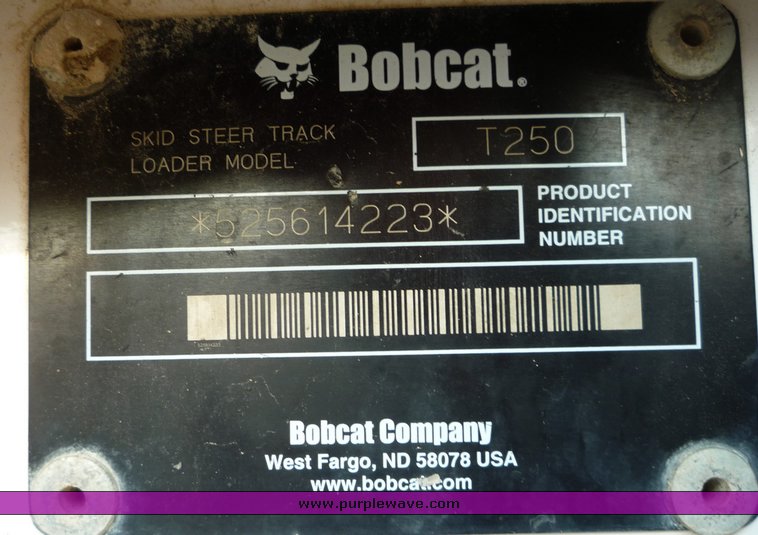 Bobcat®
SKID STEER TRACK
LOADER MODEL
T250
*525614223*
PRODUCT
IDENTIFICATION
NUMBER
525614223
Bobcat Company
West Fargo, ND 58078 USA
www.bobcat.com
www.purplewave.com